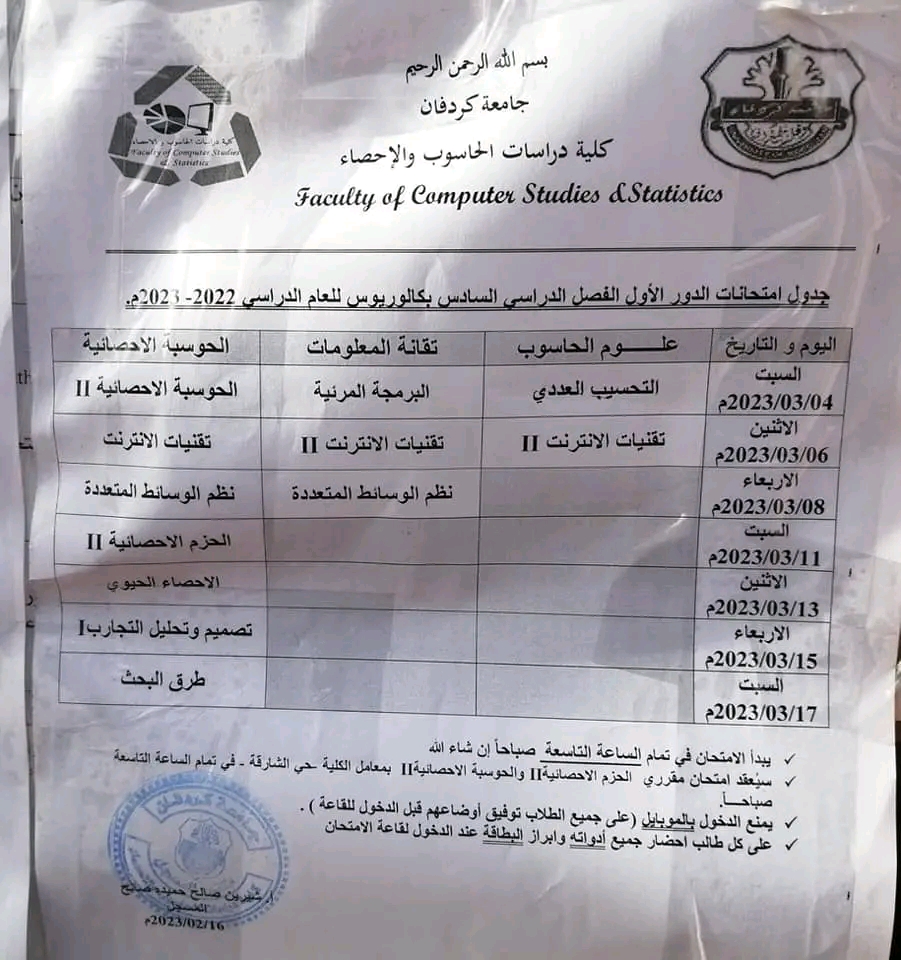 بسم الله الرحمن الرحيم
جامعة كردفان
كلية دراسات الحاسوب والإحصاء
Faculty of Computer Studies &Statistics
كلية دراسات الحاسوب و الاحصاء
Faculty of Computer Studies
& Statistics
جدول امتحانات الدور الأول الفصل الدراسي السادس بكالوريوس للعام الدراسي 2022- 2023م.
اليوم و التاريخ علـــوم الحاسوب تقانة المعلومات الحوسبة الاحصائية
السبت
2023/03/04م التحسيب العددي البرمجة المرئية الحوسبة الاحصائية II
الاثنين
2023/03/06م تقنيات الانترنت II تقنيات الانترنت II تقنيات الانترنت
الاربعاء
2023/03/08م نظم الوسائط المتعددة نظم الوسائط المتعددة
السبت
2023/03/11م الحزم الاحصائية II
الاثنين
2023/03/13م الاحصاء الحيوي
الاربعاء
2023/03/15م تصميم وتحليل التجاربI
السبت
2023/03/17م طرق البحث
✓ يبدأ الامتحان في تمام الساعة التاسعة صباحاً إن شاء الله
✓ سيُعقد امتحان مقرري الحزم الاحصائيةII والحوسبة الاحصائيةII بمعامل الكلية -حي الشارقة - في تمام الساعة التاسعة
صباحـــاً.
✓ يمنع الدخول بالموبايل (على جميع الطلاب توفيق أوضاعهم قبل الدخول للقاعة ) .
✓ على كل طالب احضار جميع أدواته وابراز البطاقة عند الدخول لقاعة الامتحان
أ. شيرين صالح حميده صالح
المسجل
2023/02/16م